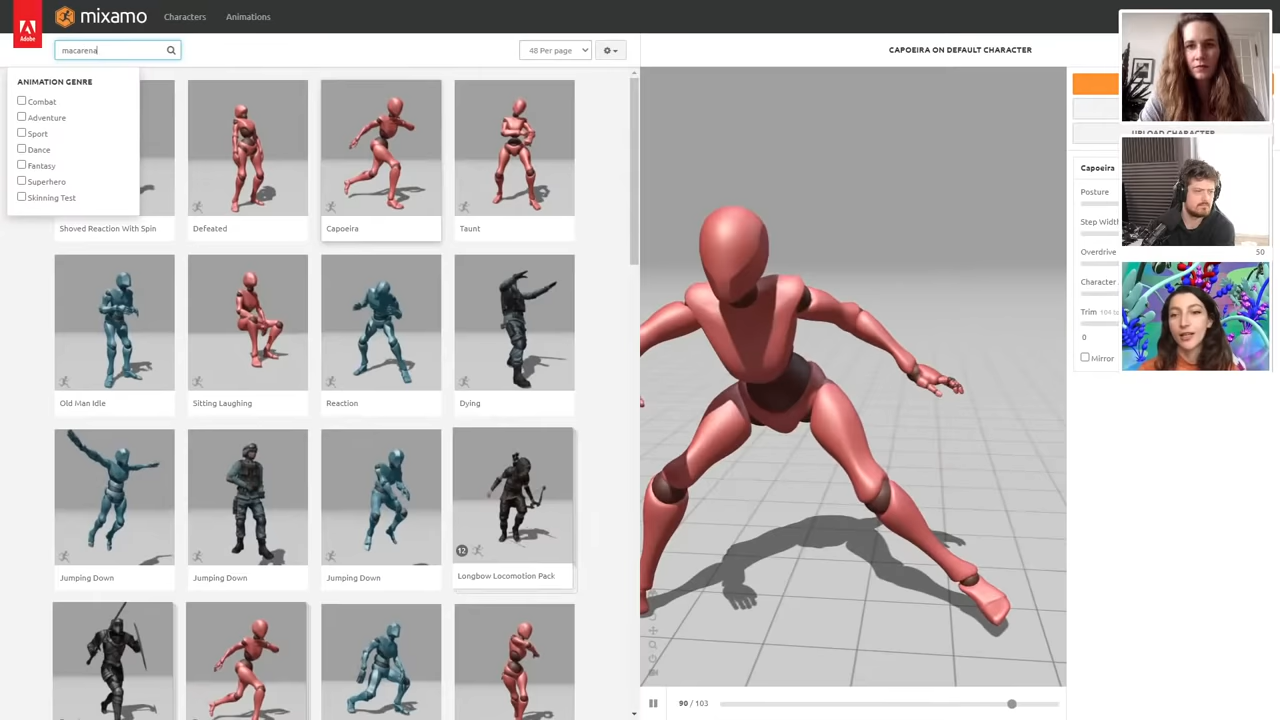 Adobe
mixamo
Characters
Animations
macarena
48 Per page
CAPOEIRA ON DEFAULT CHARACTER
ANIMATION GENRE
Combat
Adventure
Sport
Dance
Fantasy
Superhero
Skinning Test
UPLOAD CHARACTER
Shoved Reaction With Spin
Defeated
Capoeira
Taunt
Capoeira
Posture
Step Width
Overdrive
50
Character
Trim
0
Mirror
Old Man Idle
Sitting Laughing
Reaction
Dying
Jumping Down
Jumping Down
Jumping Down
12
Longbow Locomotion Pack
90 / 103